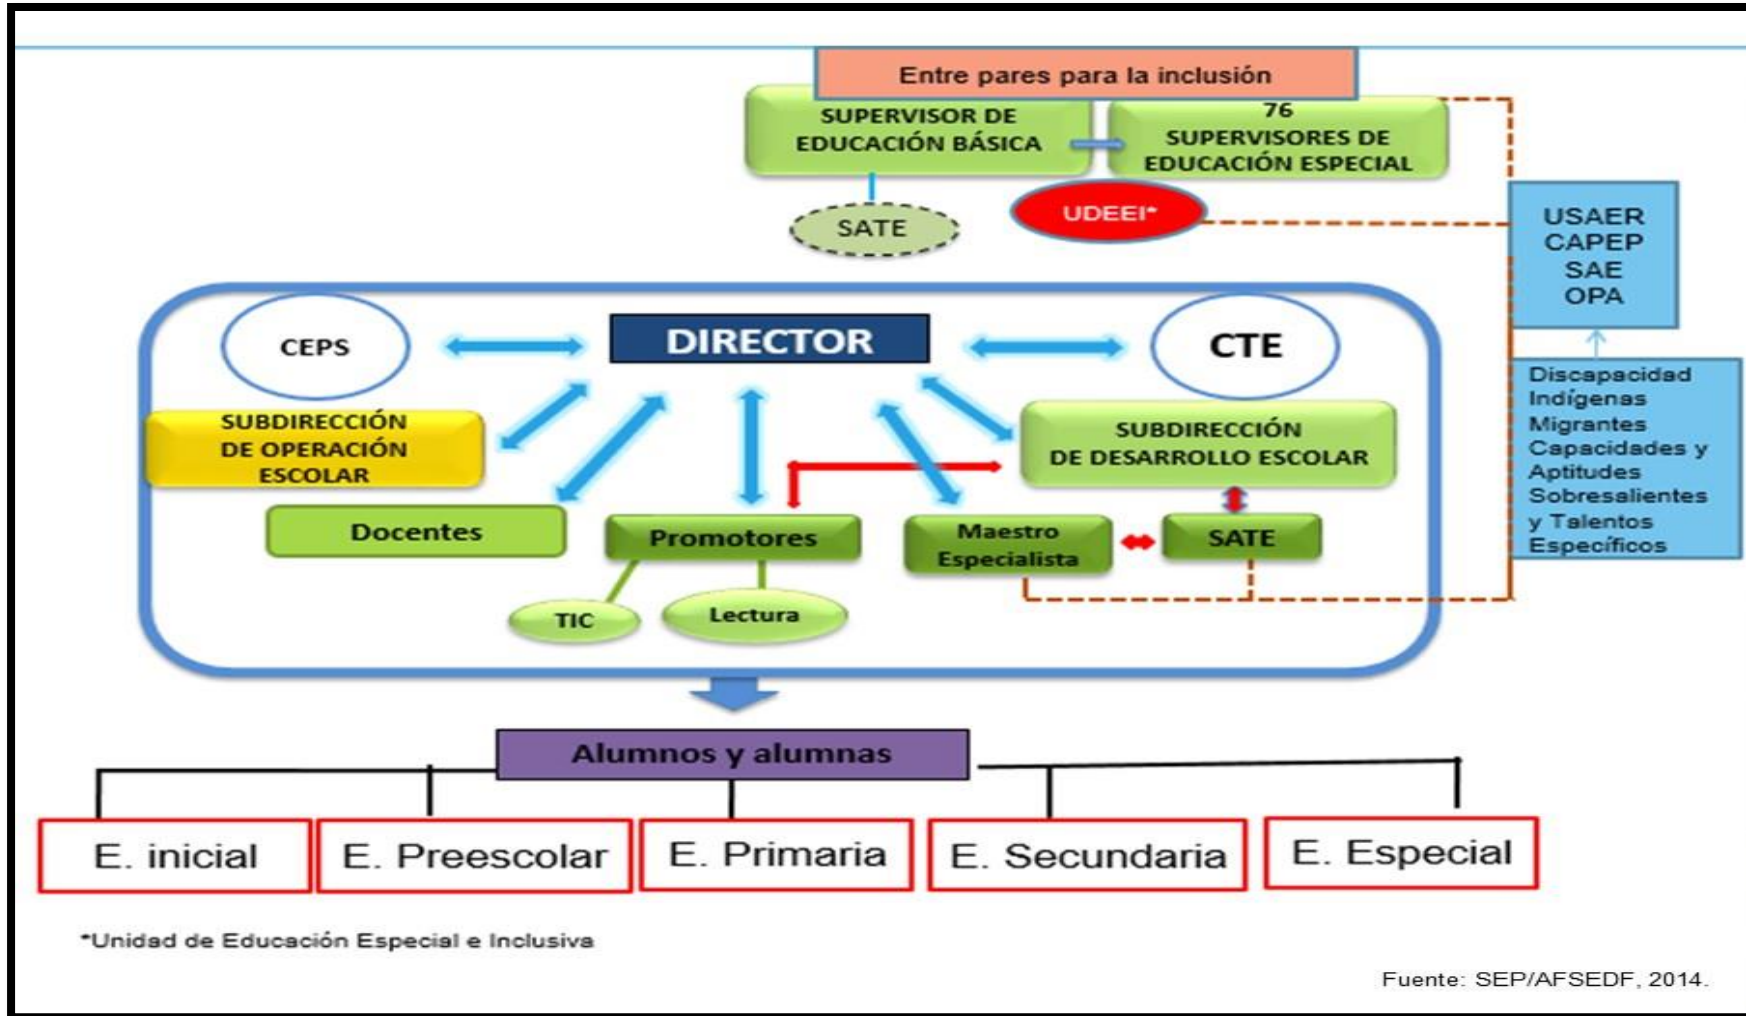 Entre pares para la inclusión
SUPERVISOR DE
EDUCACIÓN BÁSICA
76
SUPERVISORES DE
EDUCACIÓN ESPECIAL
SATE
UDEEI*
USAER
CAPEP
SAE
OPA
CEPS
DIRECTOR
CTE
Discapacidad
Indígenas
Migrantes
Capacidades y
Aptitudes
Sobresalientes
y Talentos
Específicos
SUBDIRECCIÓN
DE OPERACIÓN
ESCOLAR
SUBDIRECCIÓN
DE DESARROLLO ESCOLAR
Docentes
Promotores
Maestro
Especialista
SATE
TIC
Lectura
Alumnos y alumnas
E. inicial
E. Preescolar
E. Primaria
E. Secundaria
E. Especial
*Unidad de Educación Especial e Inclusiva
Fuente: SEP/AFSEDF, 2014.